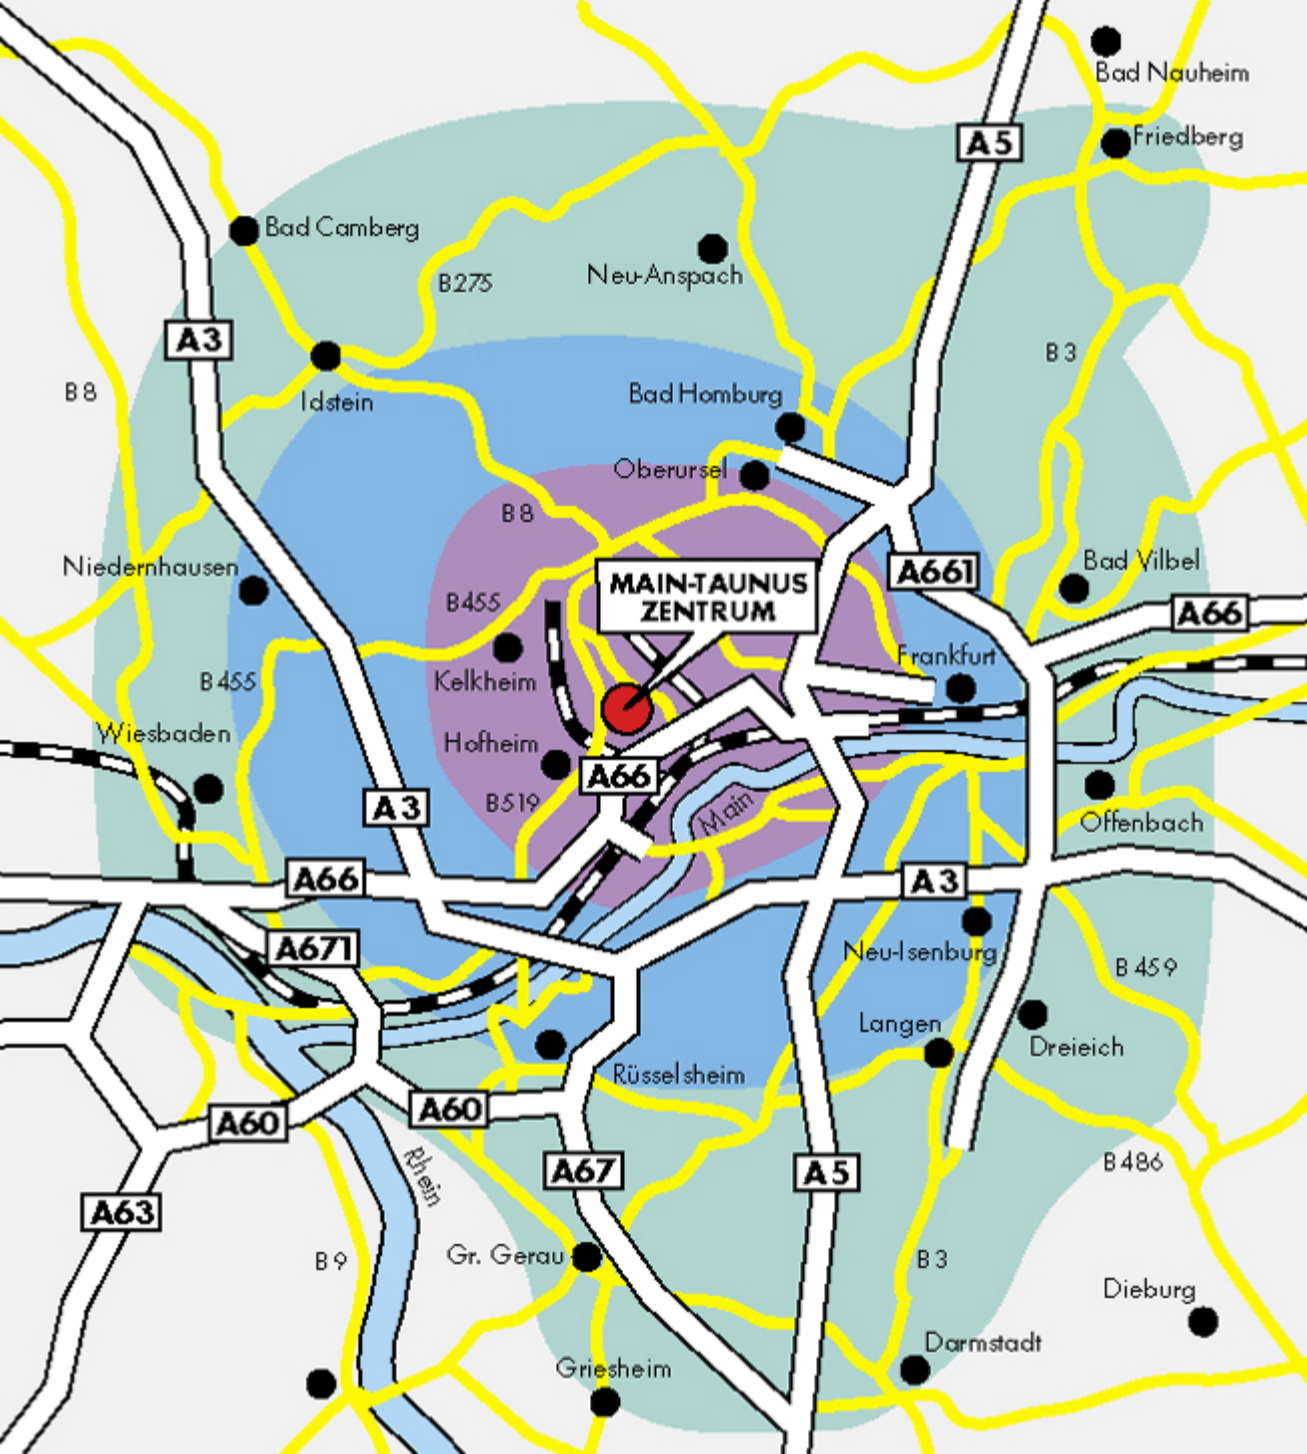 Bad Nauheim
A5
Friedberg
Bad Camberg
Neu-Anspach
B275
A3
B3
B8
Idstein
Bad Homburg
Oberursel
B8
Niedernhausen
MAIN-TAUNUS
ZENTRUM
A661
Bad Vilbel
B455
A66
Frankfurt
B455
Kelkheim
Wiesbaden
Hofheim
A66
A3
B519
Main
Offenbach
A66
A3
A671
Neu-Isenburg
B459
Langen
Dreieich
Rüsselsheim
A60
A60
Rhein
A67
A5
B486
A63
B9
Gr. Gerau
B3
Dieburg
Darmstadt
Griesheim